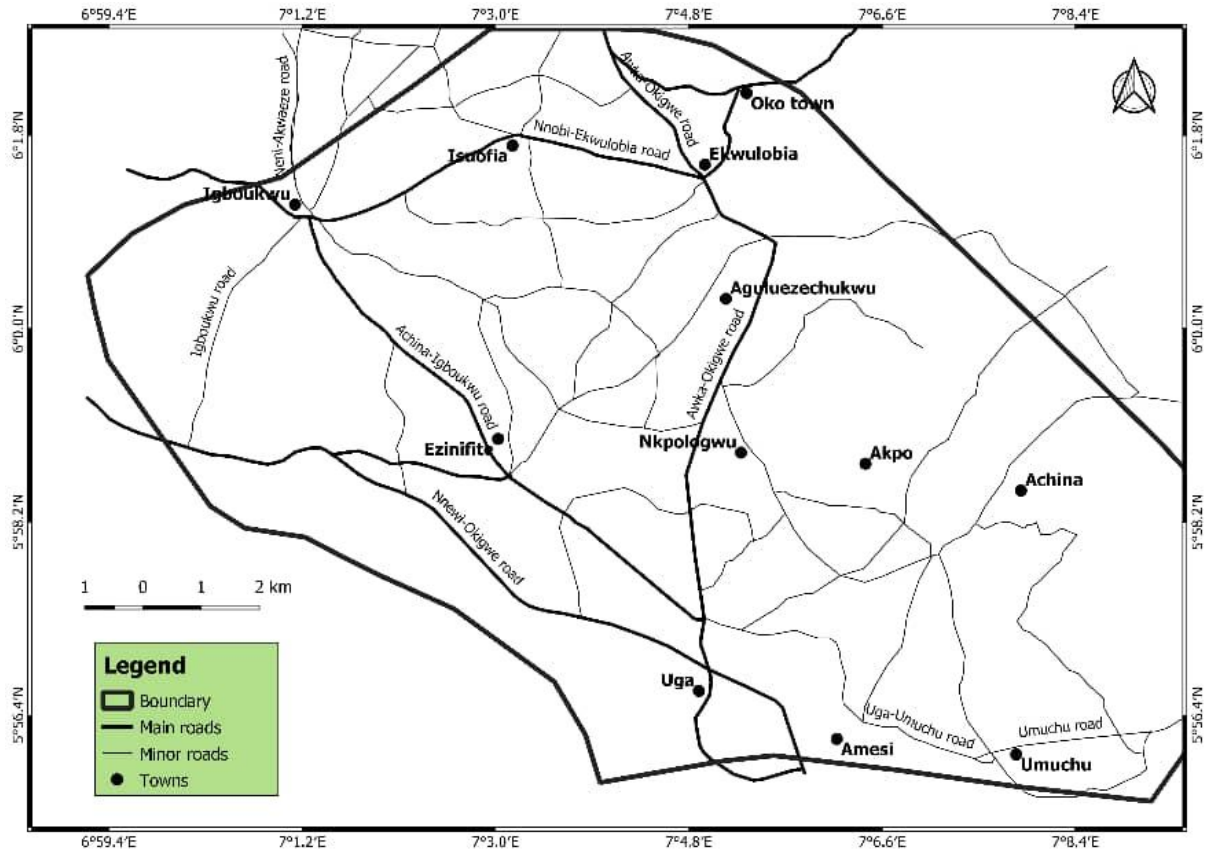 6°59.4'E
7°1.2'E
7°3.0'E
7°4.8'E
7°6.6'E
7°8.4'E
6°1.8'N
6°0.0'N
5°58.2'N
5°56.4'N
6°1.8'N
6°0.0'N
5°58.2'N
5°56.4'N
Neni-Akwaeze road
Awka-Okigwe road
Oko town
Nnobi-Ekwulobia road
Isuofia
Ekwulobia
Igboukwu
Igboukwu road
Aguluezechukwu
Achina-Igboukwu road
Awka-Okigwe road
Ezinifite
Nkpologwu
Akpo
Achina
Nnewi-Okigwe road
1 0 1 2 km
Uga
Uga-Umuchu road
Umuchu road
Amesi
Umuchu
Legend
Boundary
Main roads
Minor roads
Towns
6°59.4'E
7°1.2'E
7°3.0'E
7°4.8'E
7°6.6'E
7°8.4'E